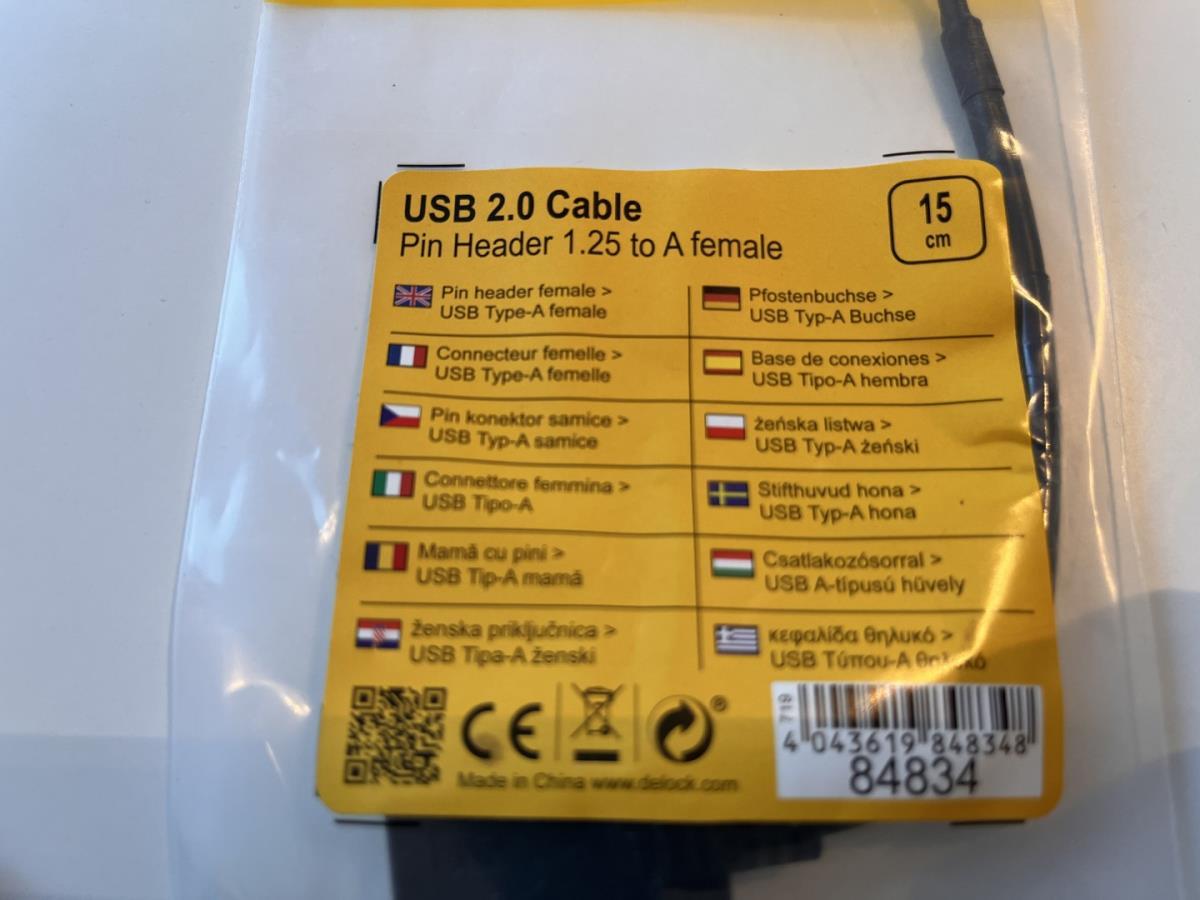 USB 2.0 Cable
Pin Header 1.25 to A female
15
cm
Pin header female >
USB Type-A female
Pfostenbuchse >
USB Typ-A Buchse
Connecteur femelle >
USB Type-A femelle
Base de conexiones >
USB Tipo-A hembra
Pin konektor samice >
USB Typ-A samice
żeńska listwa >
USB Typ-A żeński
Connettore femmina >
USB Tipo-A
Stifthuvud hona >
USB Typ-A hona
Mamă cu pini >
USB Tip-A mamă
Csatlakozósorral >
USB A-típusú hüvely
ženska priključnica >
USB Tipa-A ženski
κεφαλίδα θηλυκό >
USB Τύπου-A θηλυκό
CE
®
Made in China www.delock.com
719
4 043619 848348
84834